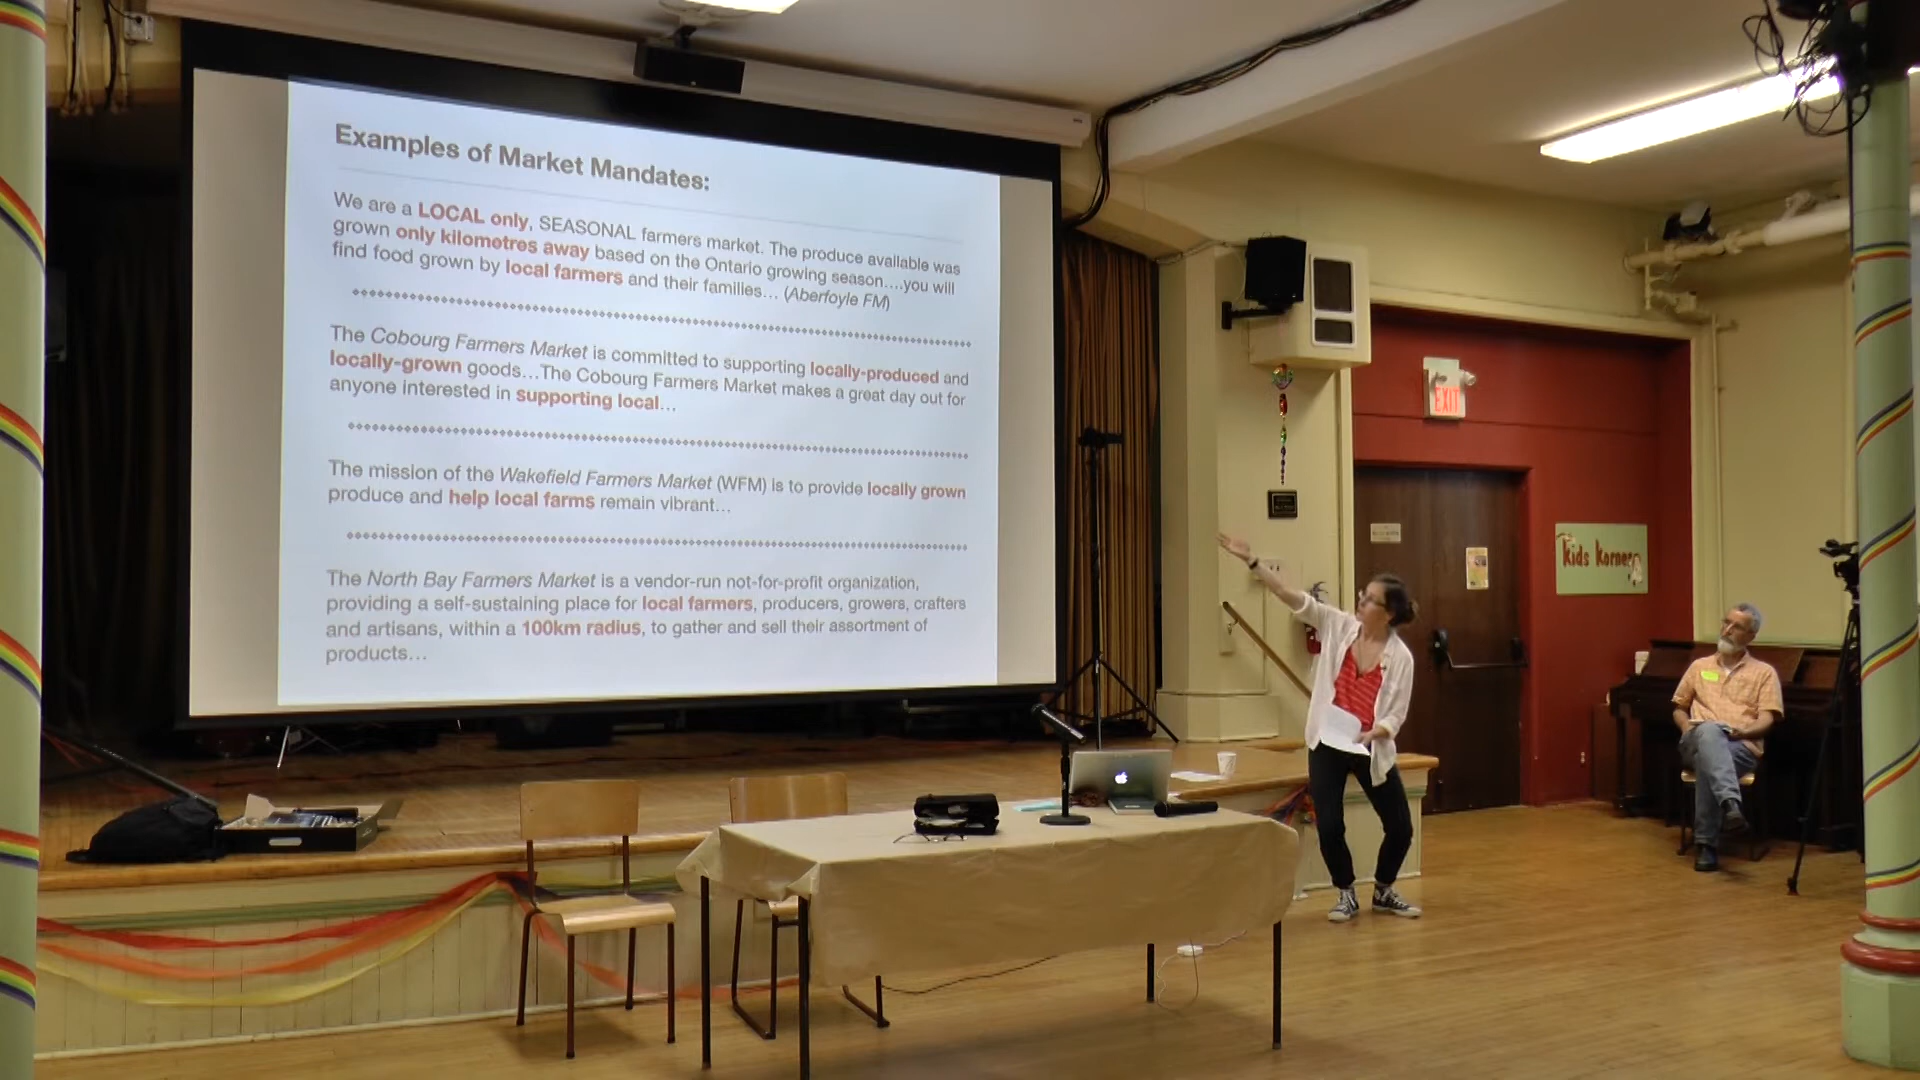 Examples of Market Mandates:
We are a LOCAL only, SEASONAL farmers market. The produce available was
grown only kilometres away based on the Ontario growing season....you will
find food grown by local farmers and their families... (Aberfoyle FM)
The Cobourg Farmers Market is committed to supporting locally-produced and
locally-grown goods...The Cobourg Farmers Market makes a great day out for
anyone interested in supporting local...
The mission of the Wakefield Farmers Market (WFM) is to provide locally grown
produce and help local farms remain vibrant...
The North Bay Farmers Market is a vendor-run not-for-profit organization,
providing a self-sustaining place for local farmers, producers, growers, crafters
and artisans, within a 100km radius, to gather and sell their assortment of
products...
EXIT
kids korner